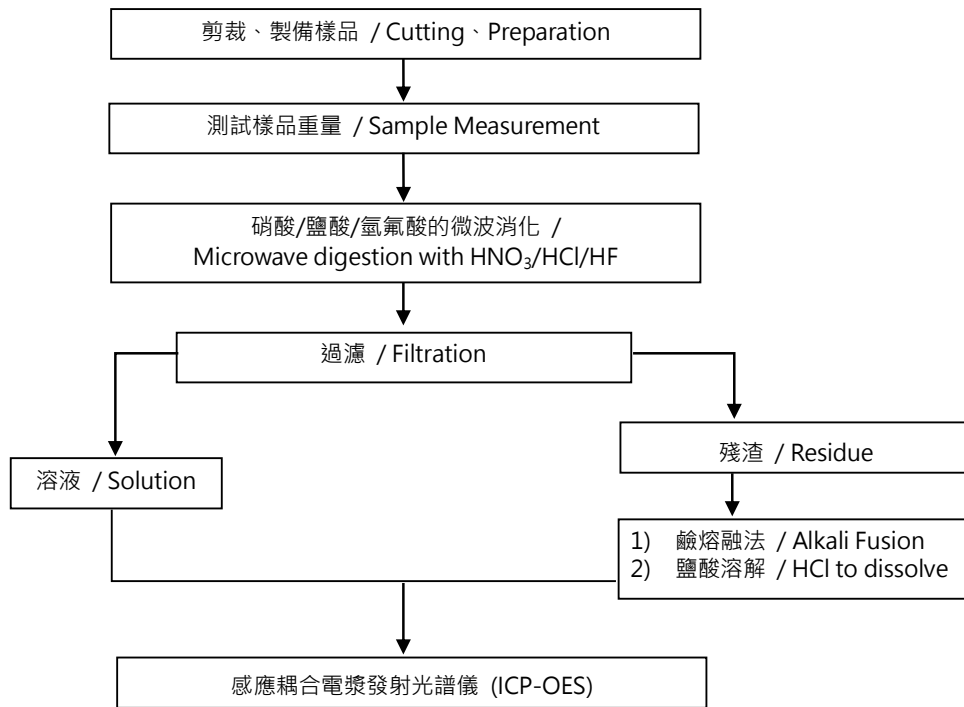 剪裁、製備樣品 / Cutting、Preparation
測試樣品重量 / Sample Measurement
硝酸/鹽酸/氫氟酸的微波消化 /
Microwave digestion with HNO₃/HCl/HF
過濾 / Filtration
溶液 / Solution
殘渣 / Residue
1) 鹼熔融法 / Alkali Fusion
2) 鹽酸溶解 / HCl to dissolve
感應耦合電漿發射光譜儀 (ICP-OES)